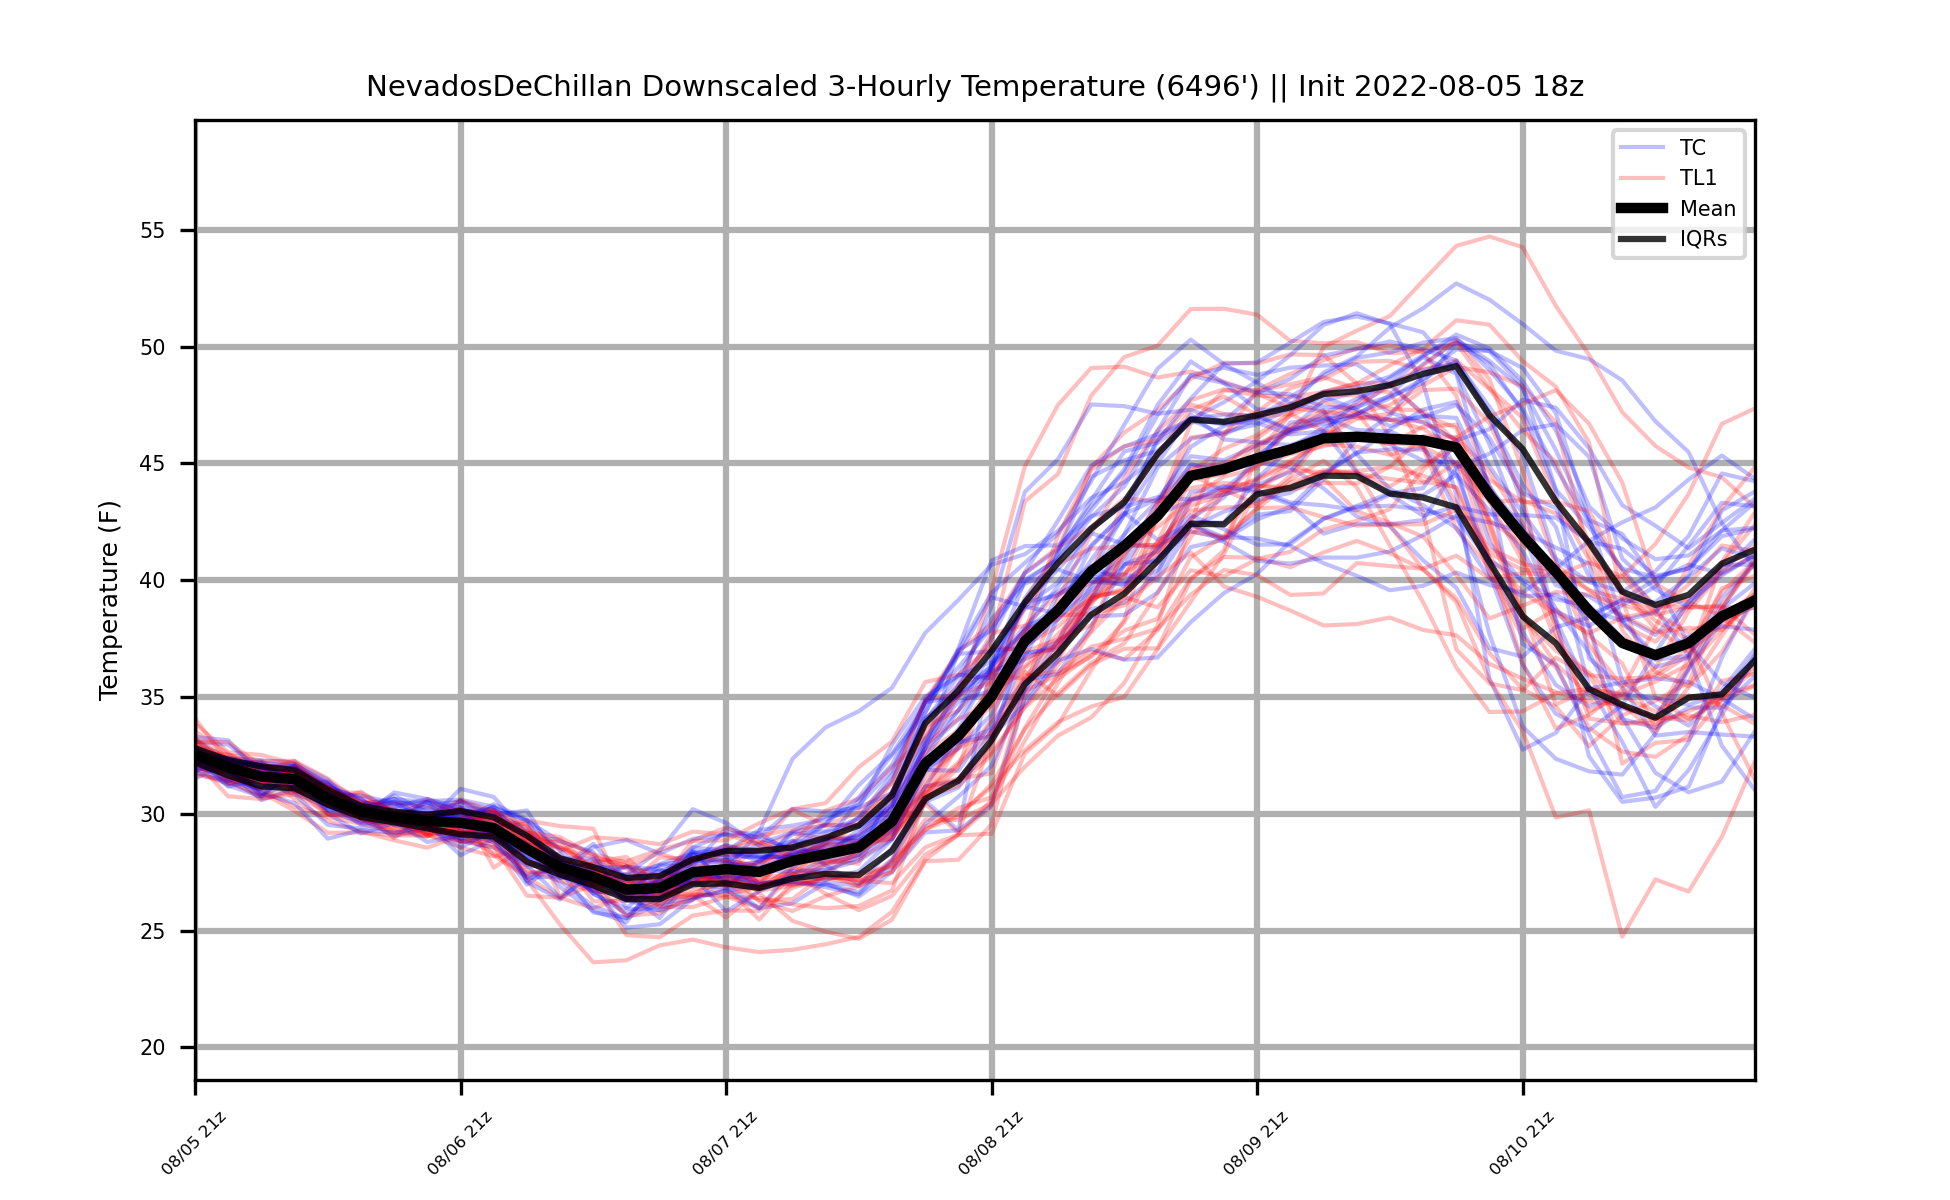 NevadosDeChillan Downscaled 3-Hourly Temperature (6496') || Init 2022-08-05 18z
TC
TL1
Mean
IQRs
Temperature (F)
55
50
45
40
35
30
25
20
08/05 21z
08/06 21z
08/07 21z
08/08 21z
08/09 21z
08/10 21z